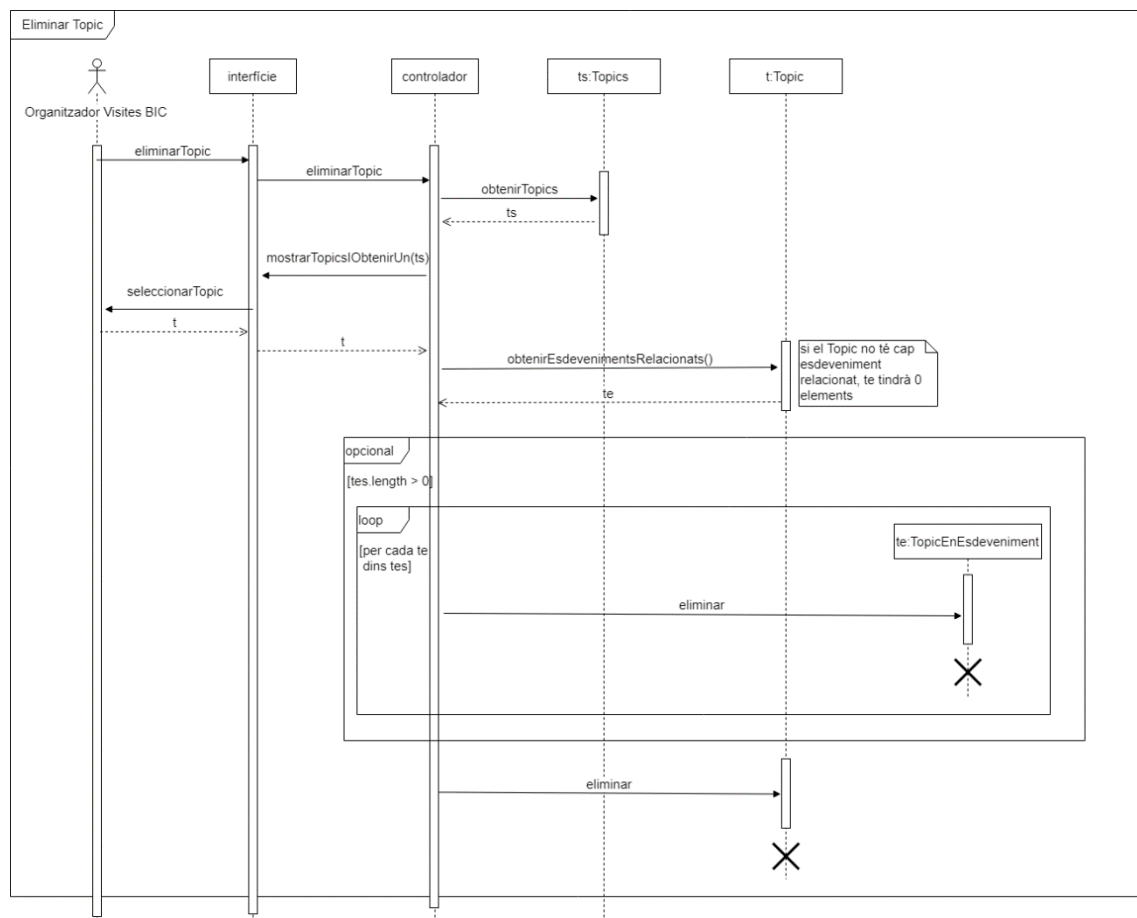 Eliminar Topic
interfície
controlador
ts:Topics
t:Topic
Organitzador Visites BIC
eliminarTopic
eliminarTopic
obtenirTopics
ts
mostrarTopicsIObtenirUn(ts)
seleccionarTopic
t
t
obtenirEsdevenimentsRelacionats()
si el Topic no té cap
esdeveniment
relacionat, te tindrà 0
elements
te
opcional
[tes.length > 0]
loop
[per cada te
dins tes]
te:TopicEnEsdeveniment
eliminar
eliminar